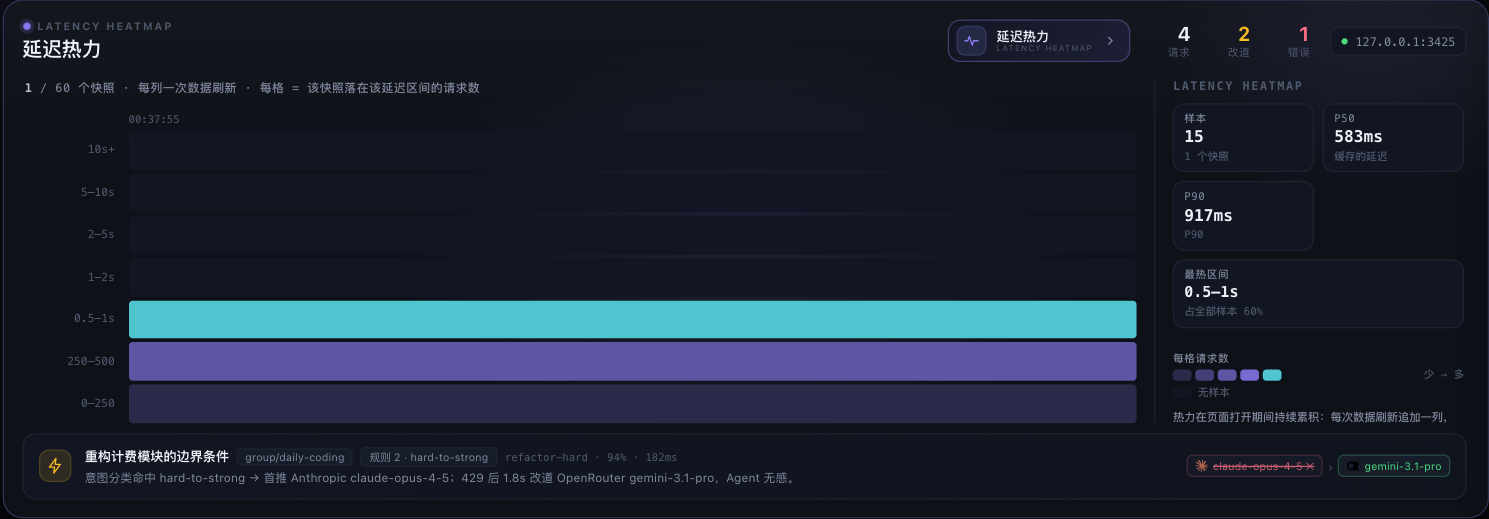 LATENCY HEATMAP
延迟热力
延迟热力
LATENCY HEATMAP
4
请求
2
改道
1
错误
127.0.0.1:3425
1 / 60 个快照 · 每列一次数据刷新 · 每格 = 该快照落在该延迟区间的请求数
00:37:55
10s+
5–10s
2–5s
1–2s
0.5–1s
250–500
0–250
LATENCY HEATMAP
样本
15
1 个快照
P50
583ms
缓存的延迟
P90
917ms
P90
最热区间
0.5–1s
占全部样本 60%
每格请求数
少 → 多
无样本
热力在页面打开期间持续累积：每次数据刷新追加一列，
重构计费模块的边界条件 group/daily-coding 规则 2 · hard-to-strong refactor-hard · 94% · 182ms
意图分类命中 hard-to-strong → 首推 Anthropic claude-opus-4-5；429 后 1.8s 改道 OpenRouter gemini-3.1-pro，Agent 无感。
claude-opus-4-5 ✕ › gemini-3.1-pro